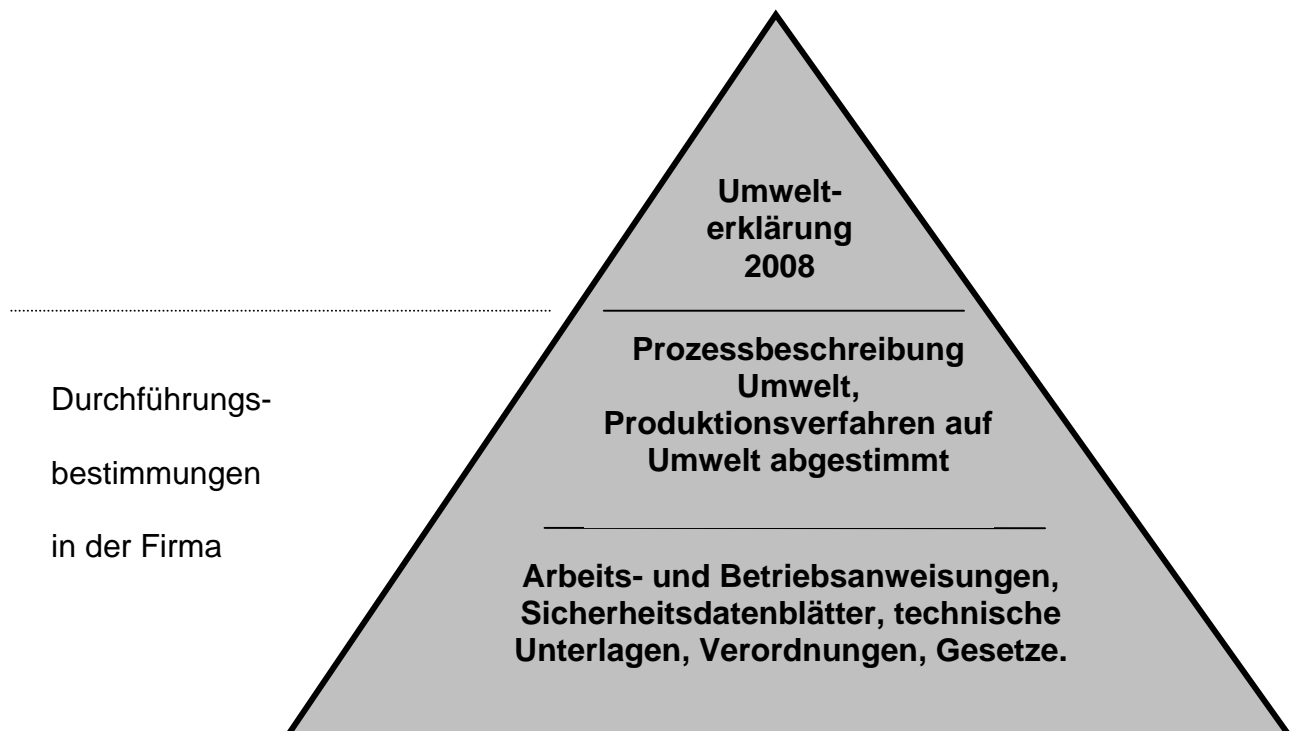 Umwelt-
erklärung
2008
Prozessbeschreibung
Umwelt,
Produktionsverfahren auf
Umwelt abgestimmt
Durchführungs-
bestimmungen
in der Firma
Arbeits- und Betriebsanweisungen,
Sicherheitsdatenblätter, technische
Unterlagen, Verordnungen, Gesetze.